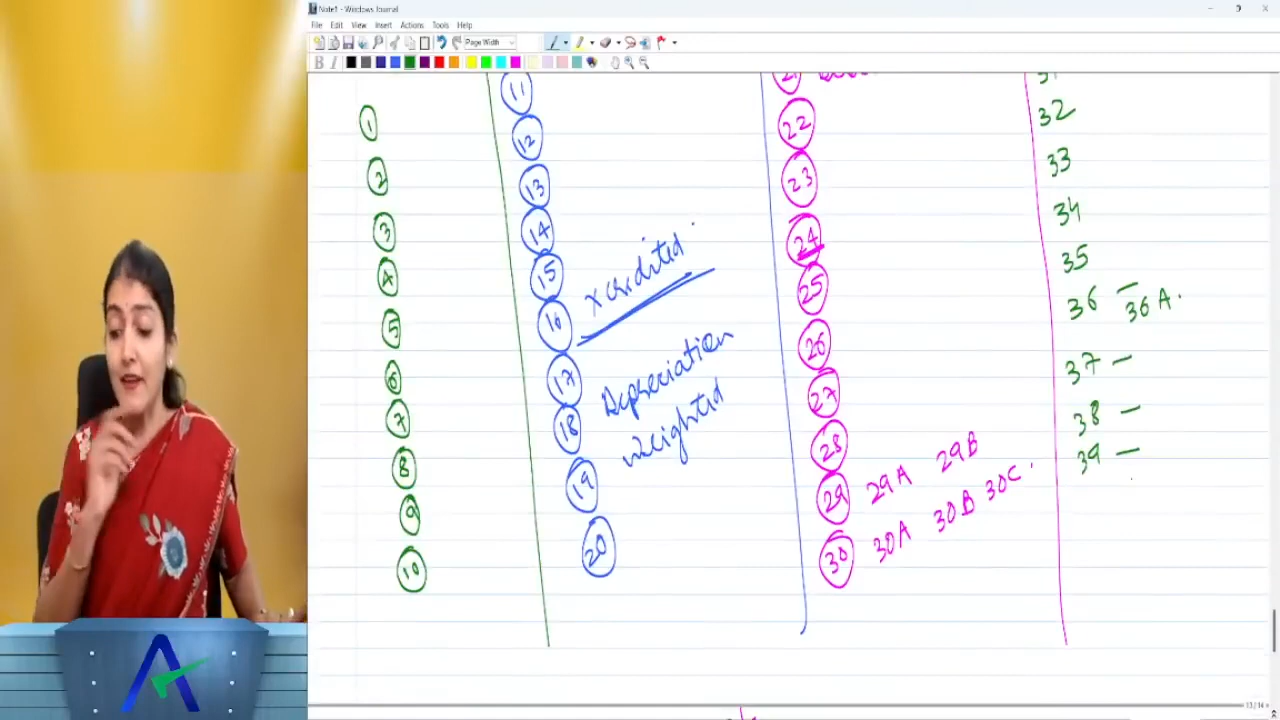 Note1 - Windows Journal
File Edit View Insert Actions Tools Help
Page Width
B I
1
2
3
4
5
6
7
8
9
10
11
12
13
14
15
16 x credited
17
18 Depreciation
weighted
19
20
22
23
24
25
26
27
28
29 29A 29B
30 30A 30B 30C
32
33
34
35
36 – 36A.
37 –
38 –
39 –
13 / 14